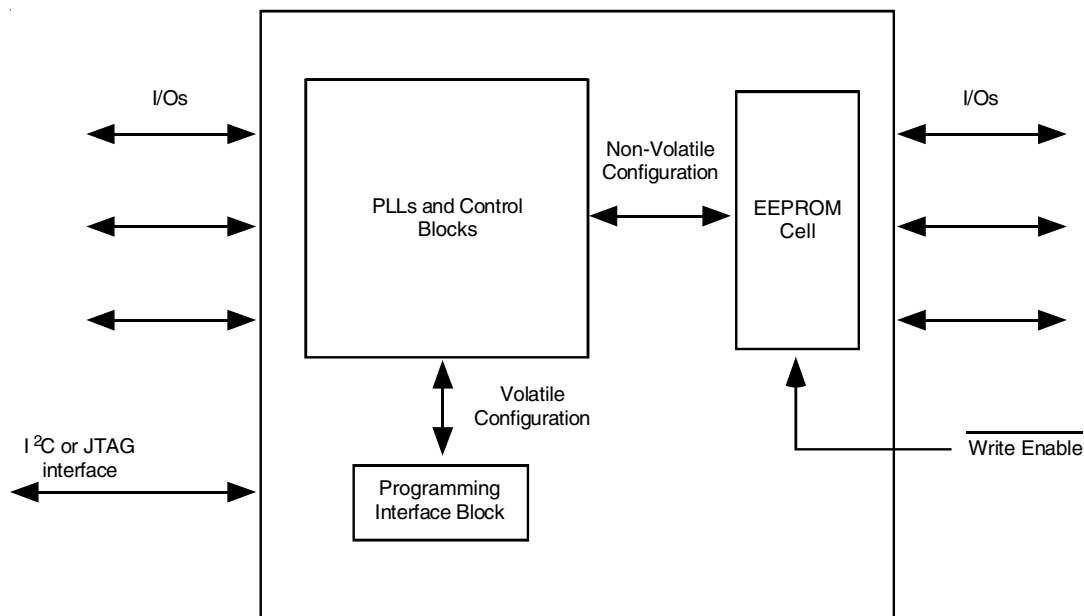 I/Os
I/Os
Non-Volatile
Configuration
PLLs and Control
Blocks
EEPROM
Cell
Volatile
Configuration
I ²C or JTAG
interface
Write Enable
Programming
Interface Block